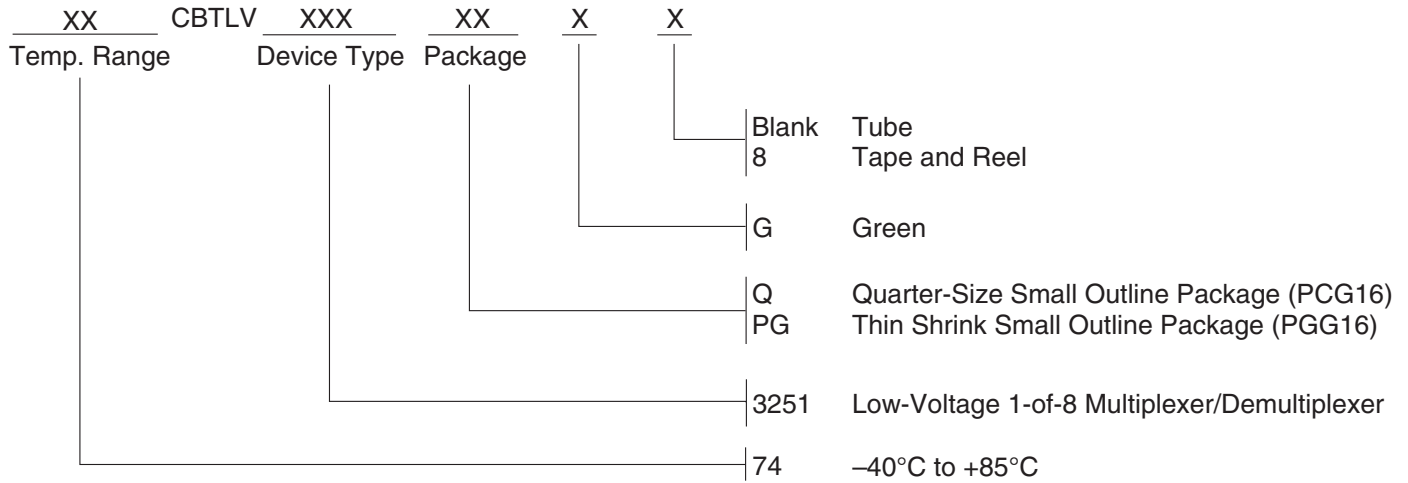 XX CBTLV XXX XX X X
Temp. Range Device Type Package
Blank Tube
8 Tape and Reel
G Green
Q Quarter-Size Small Outline Package (PCG16)
PG Thin Shrink Small Outline Package (PGG16)
3251 Low-Voltage 1-of-8 Multiplexer/Demultiplexer
74 –40°C to +85°C